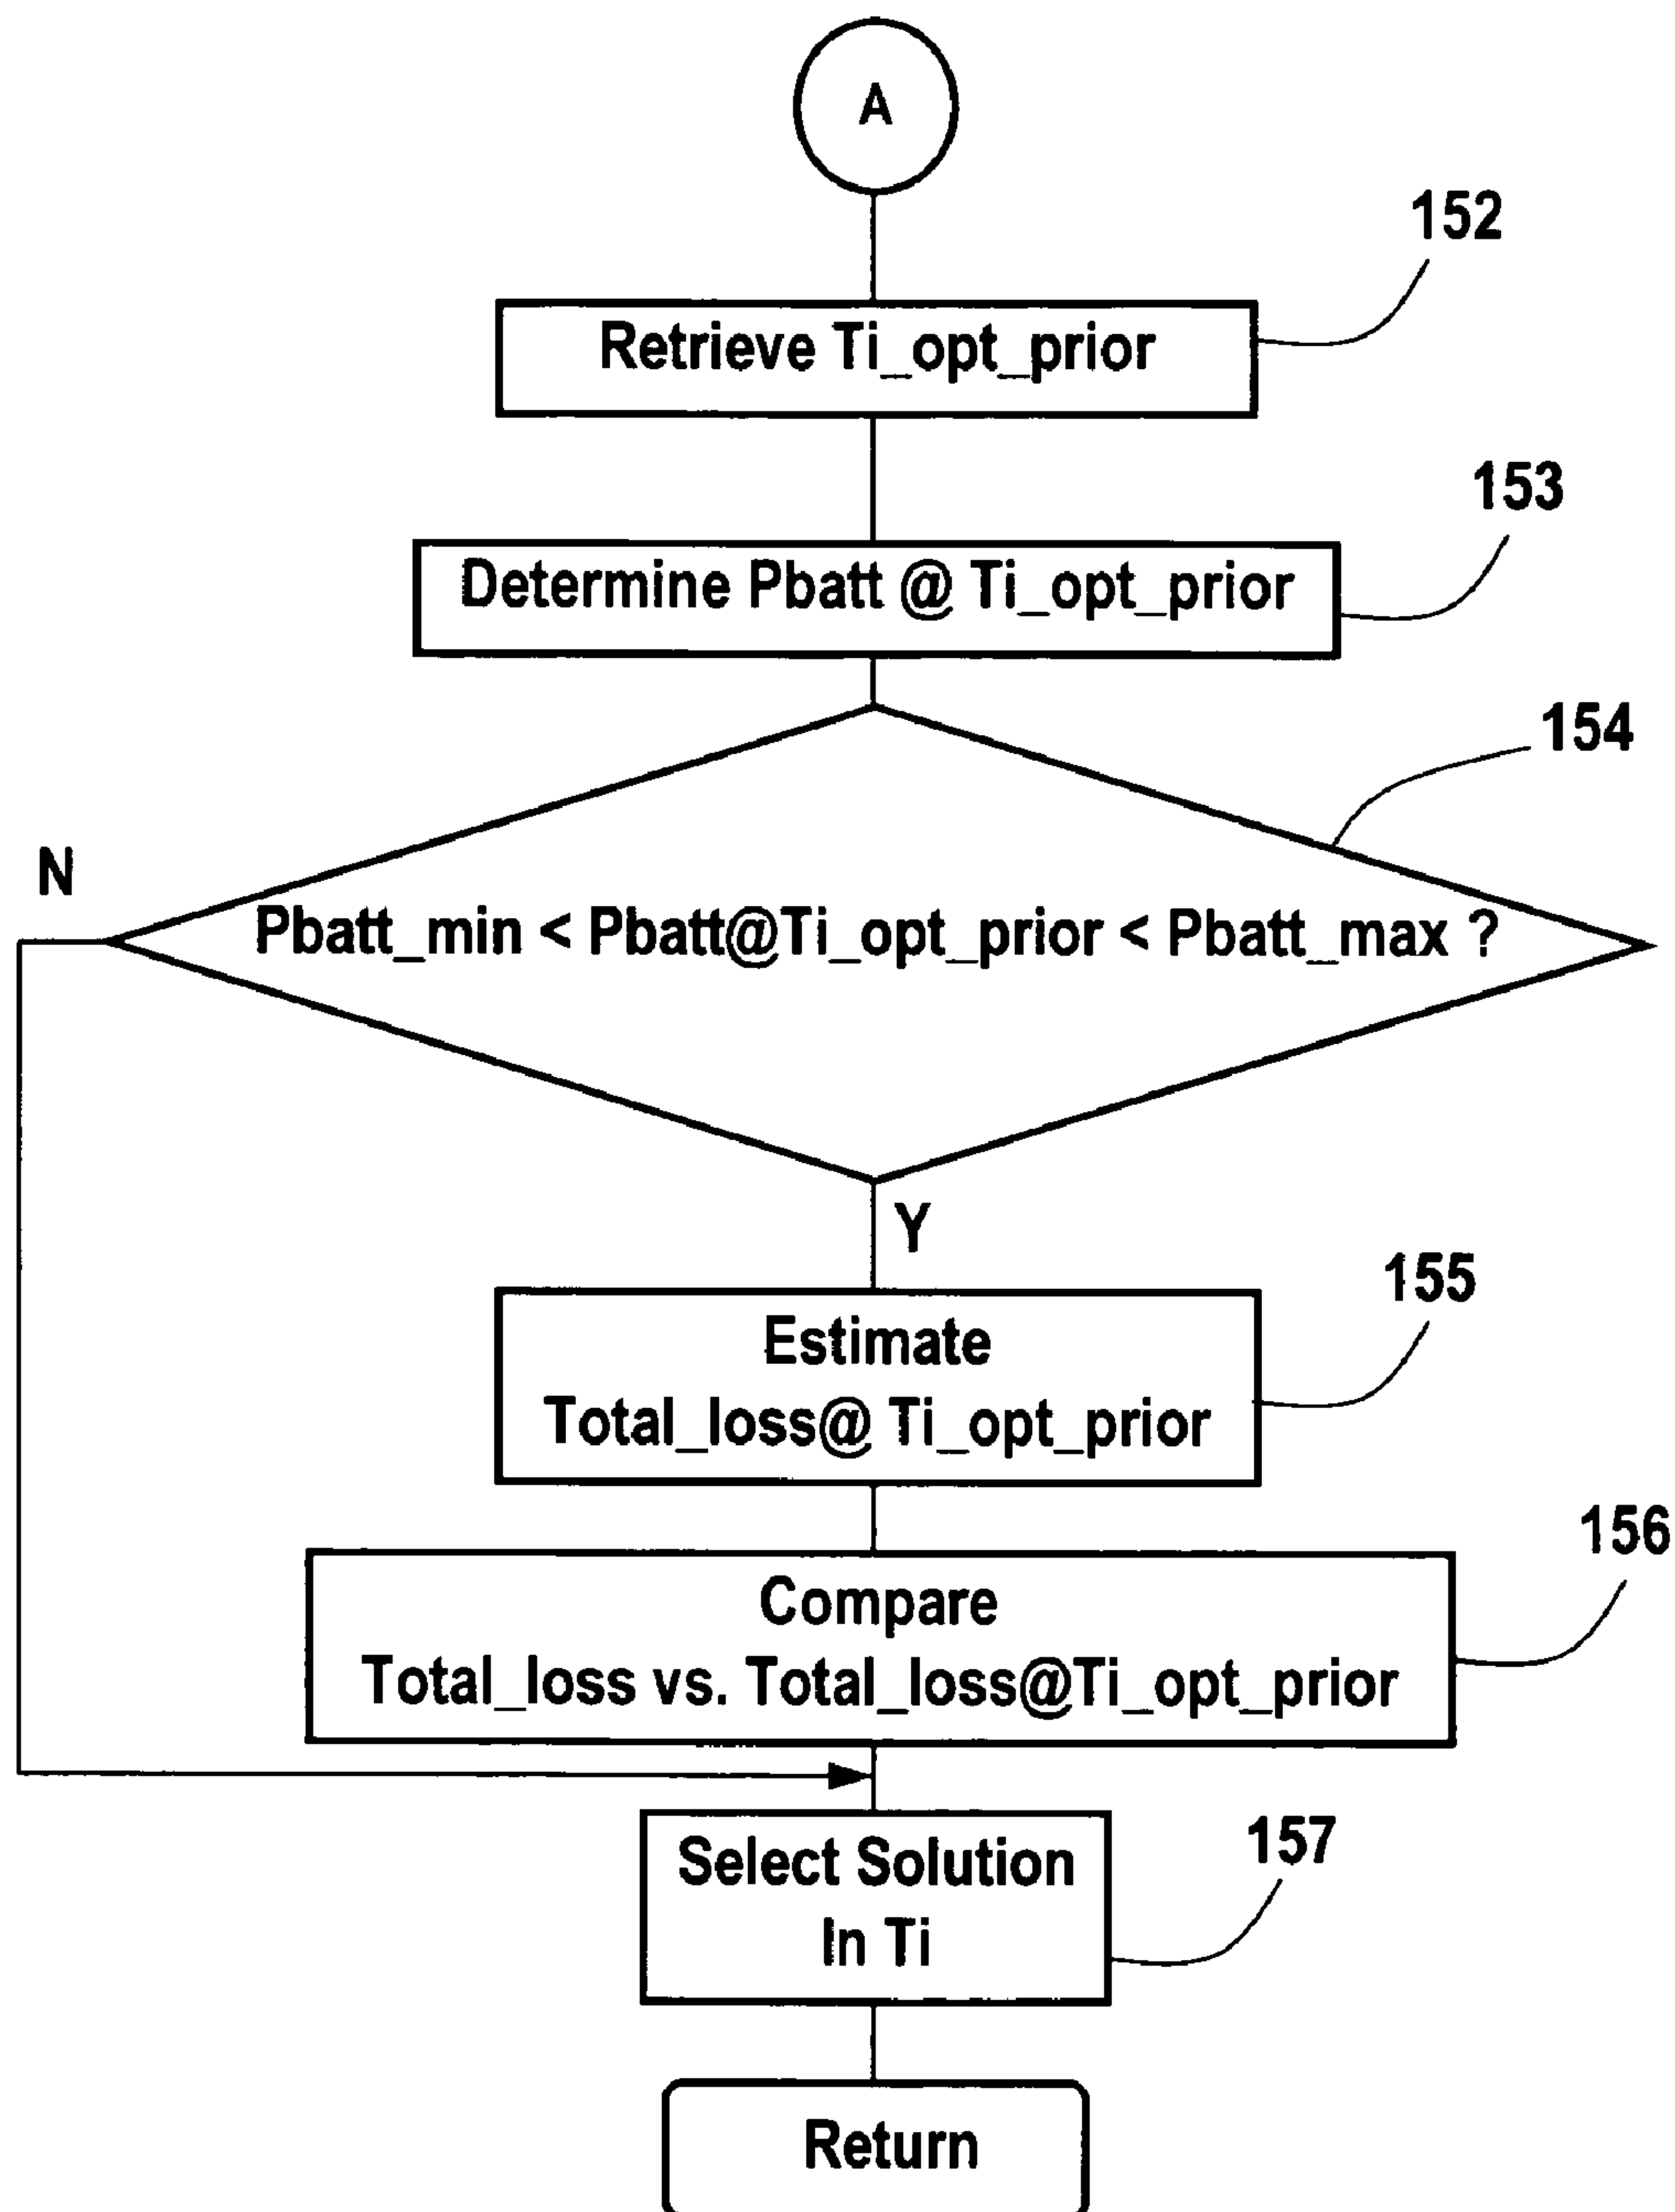 A
152
Retrieve Ti_opt_prior
153
Determine Pbatt @ Ti_opt_prior
154
N
Pbatt_min < Pbatt@Ti_opt_prior < Pbatt_max ?
Y
155
Estimate
Total_loss@ Ti_opt_prior
156
Compare
Total_loss vs. Total_loss@Ti_opt_prior
157
Select Solution
In Ti
Return